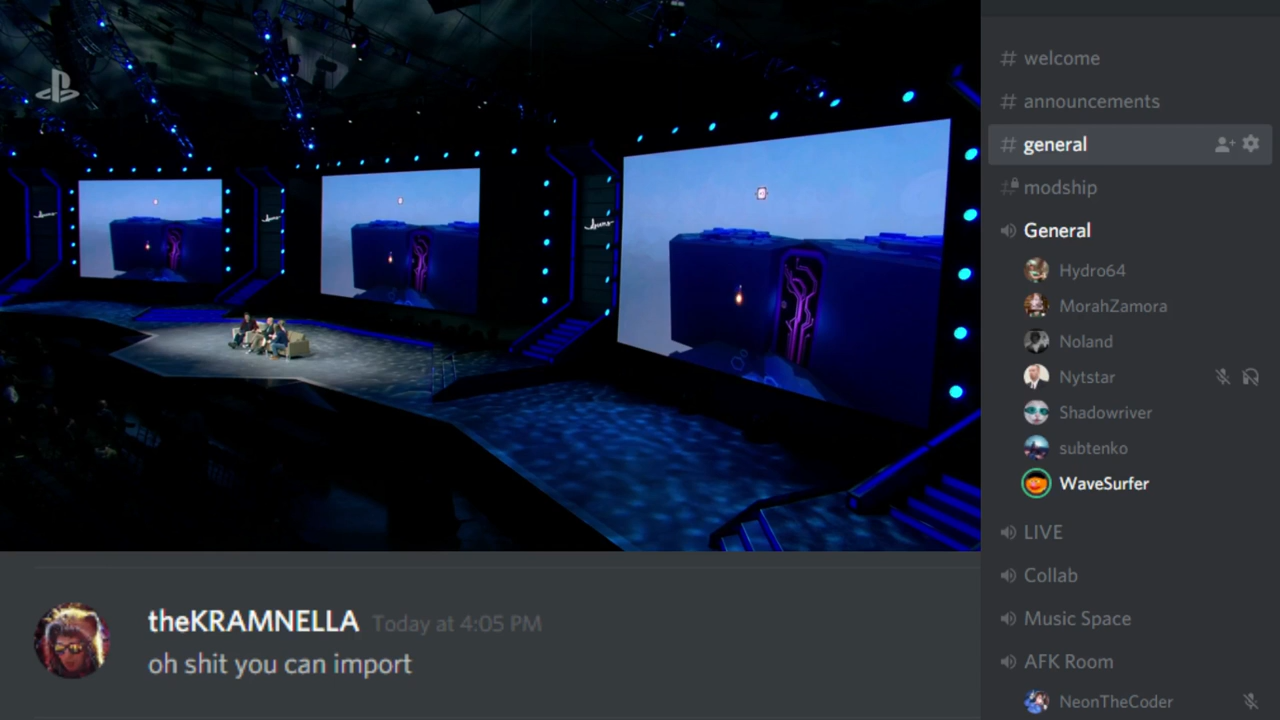 # welcome
# announcements
# general
modship
General
Hydro64
MorahZamora
Noland
Nytstar
Shadowriver
subtenko
WaveSurfer
LIVE
Collab
Music Space
AFK Room
NeonTheCoder
theKRAMNELLA Today at 4:05 PM
oh shit you can import